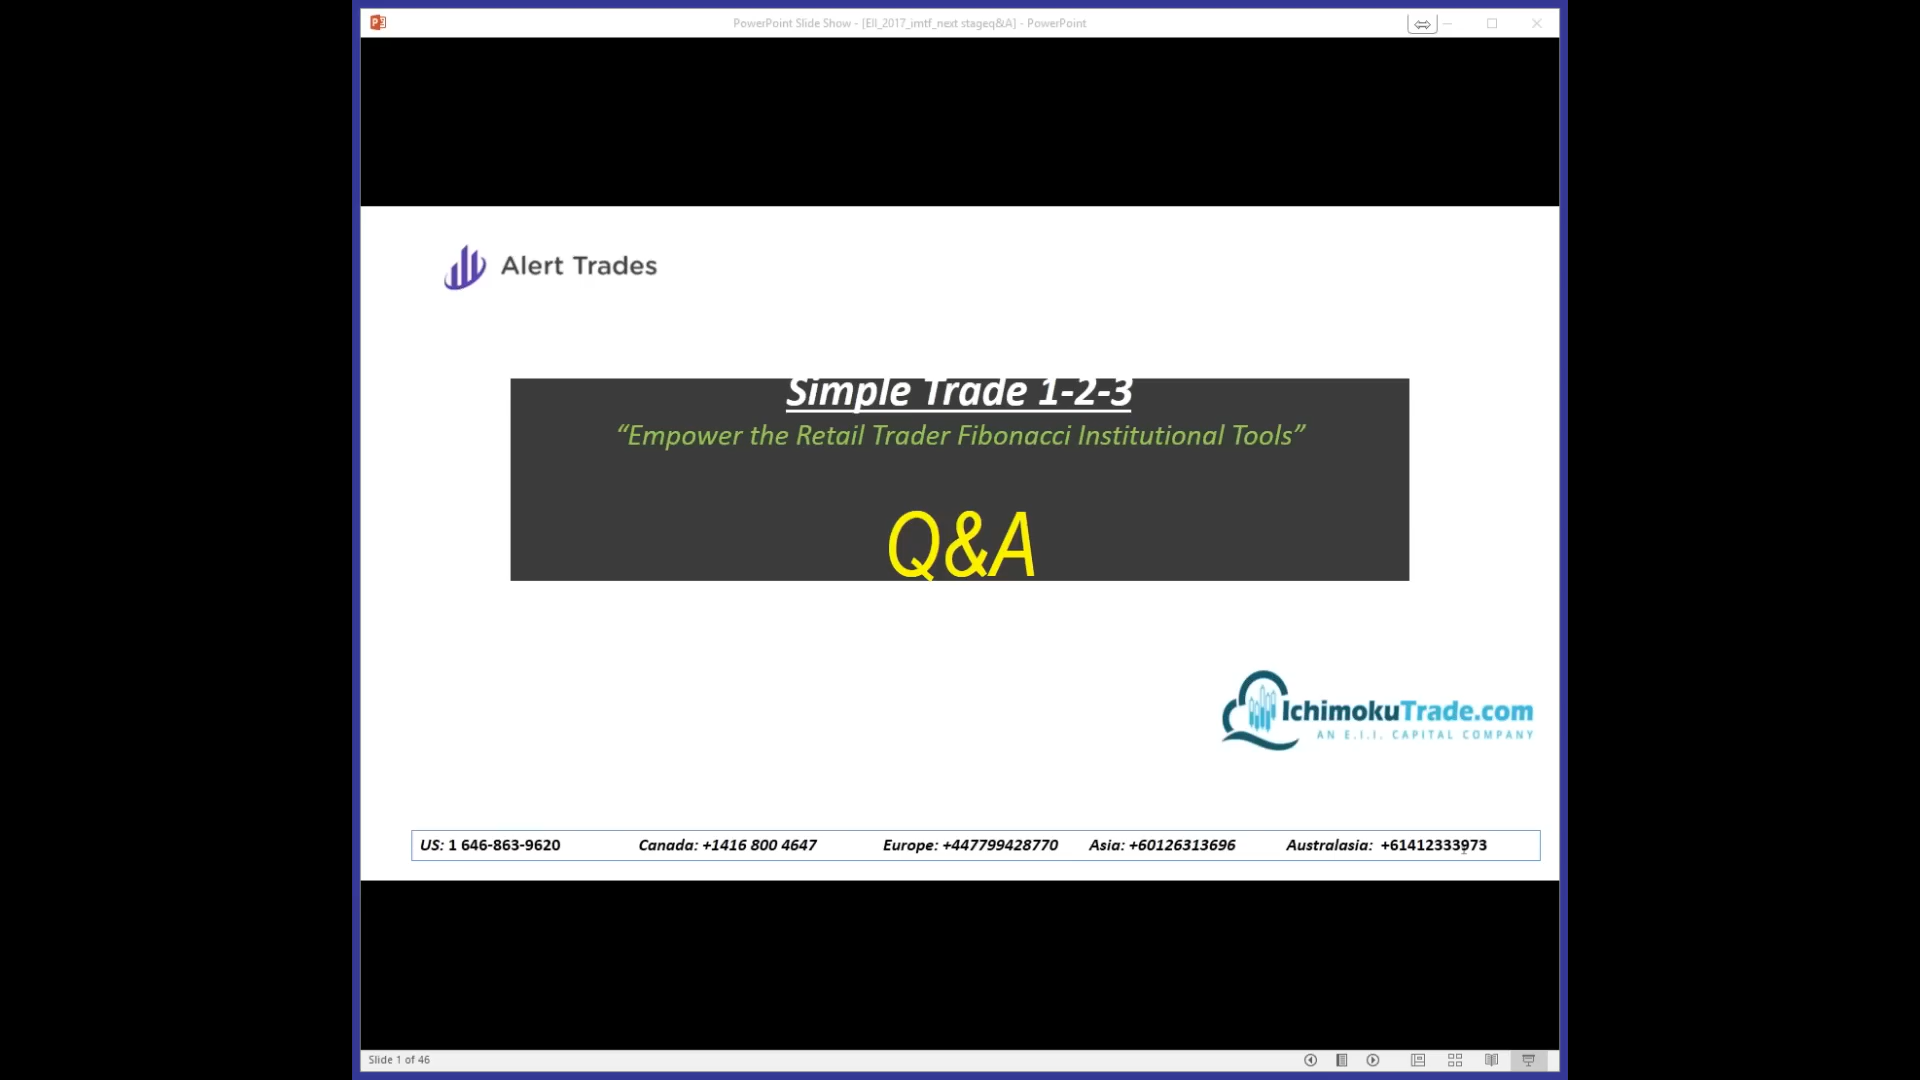 PowerPoint Slide Show - [EII_2017_imtf_next stageq&A] - PowerPoint
Alert Trades
Simple Trade 1-2-3
“Empower the Retail Trader Fibonacci Institutional Tools”
Q&A
IchimokuTrade.com
AN E.I.I. CAPITAL COMPANY
US: 1 646-863-9620 Canada: +1416 800 4647 Europe: +447799428770 Asia: +60126313696 Australasia: +61412333973
Slide 1 of 46